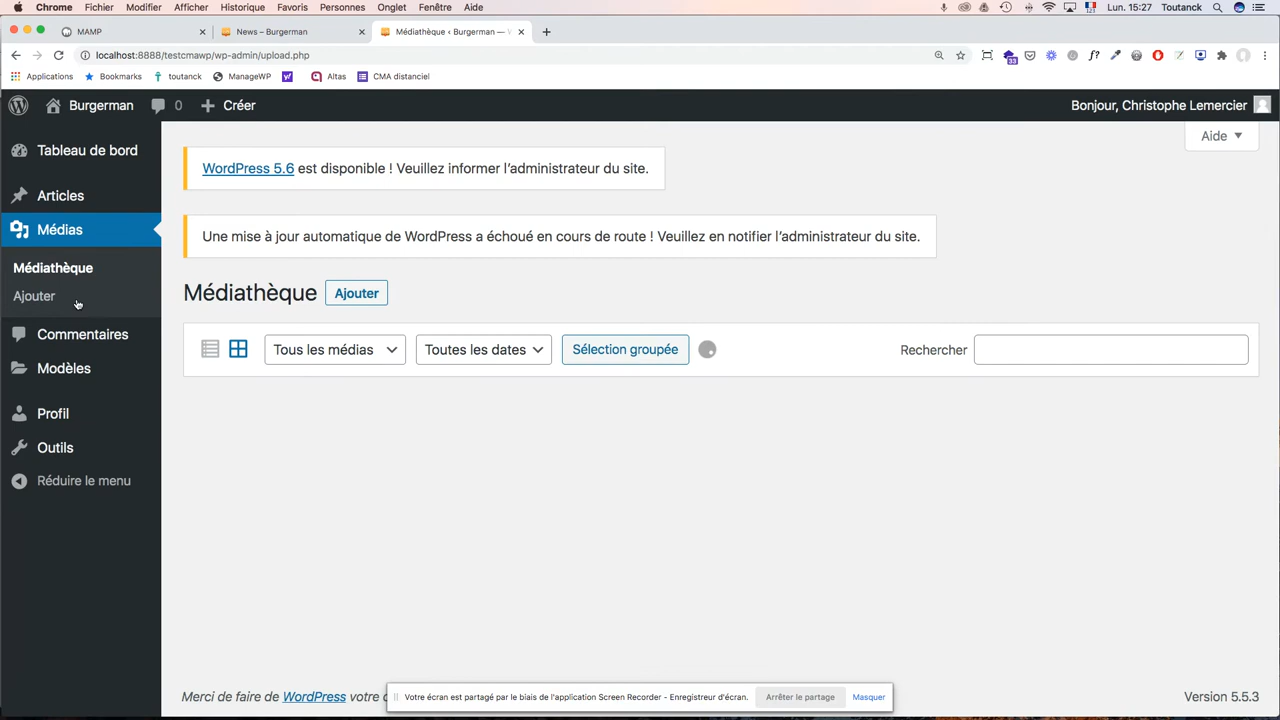 Chrome Fichier Modifier Afficher Historique Favoris Personnes Onglet Fenêtre Aide Lun. 15:27 Toutanck
MAMP News – Burgerman Médiathèque ‹ Burgerman —
localhost:8888/testcmawp/wp-admin/upload.php
Applications Bookmarks toutanck ManageWP Altas CMA distanciel
Burgerman 0 Créer Bonjour, Christophe Lemercier
Aide
Tableau de bord
Articles
Médias
Médiathèque
Ajouter
Commentaires
Modèles
Profil
Outils
Réduire le menu
WordPress 5.6 est disponible ! Veuillez informer l’administrateur du site.
Une mise à jour automatique de WordPress a échoué en cours de route ! Veuillez en notifier l’administrateur du site.
Médiathèque Ajouter
Tous les médias Toutes les dates Sélection groupée Rechercher
Merci de faire de WordPress votre
Version 5.5.3
Votre écran est partagé par le biais de l'application Screen Recorder - Enregistreur d'écran. Arrêter le partage Masquer